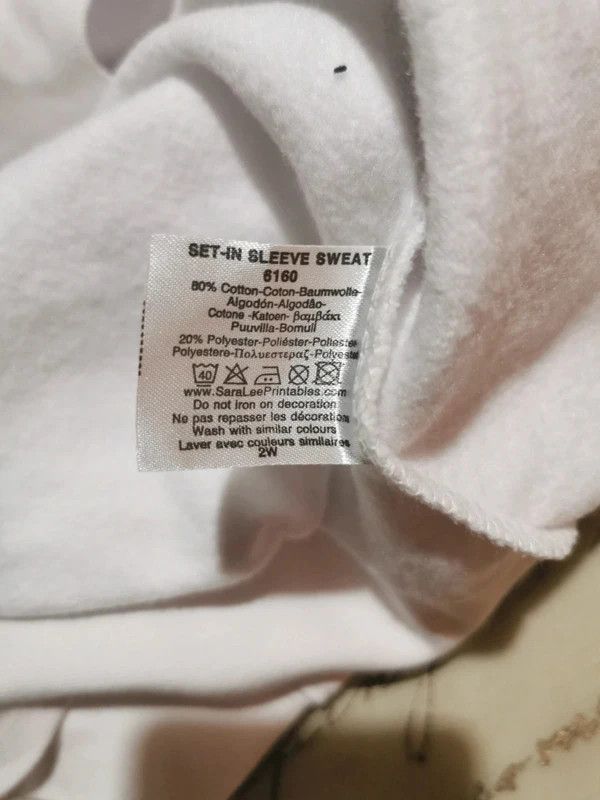 SET-IN SLEEVE SWEAT
6160
80% Cotton-Coton-Baumwolle-
Algodón-Algodão-
Cotone -Katoen- βαμβάκι
Puuvilla-Bomull
20% Polyester-Poliéster-Poliester
Polyestere-Πολυεστεραζ-Polyester
40
www.SaraLeePrintables.com
Do not iron on decoration
Ne pas repasser les décorations
Wash with similar colours
Laver avec couleurs similaires
2W